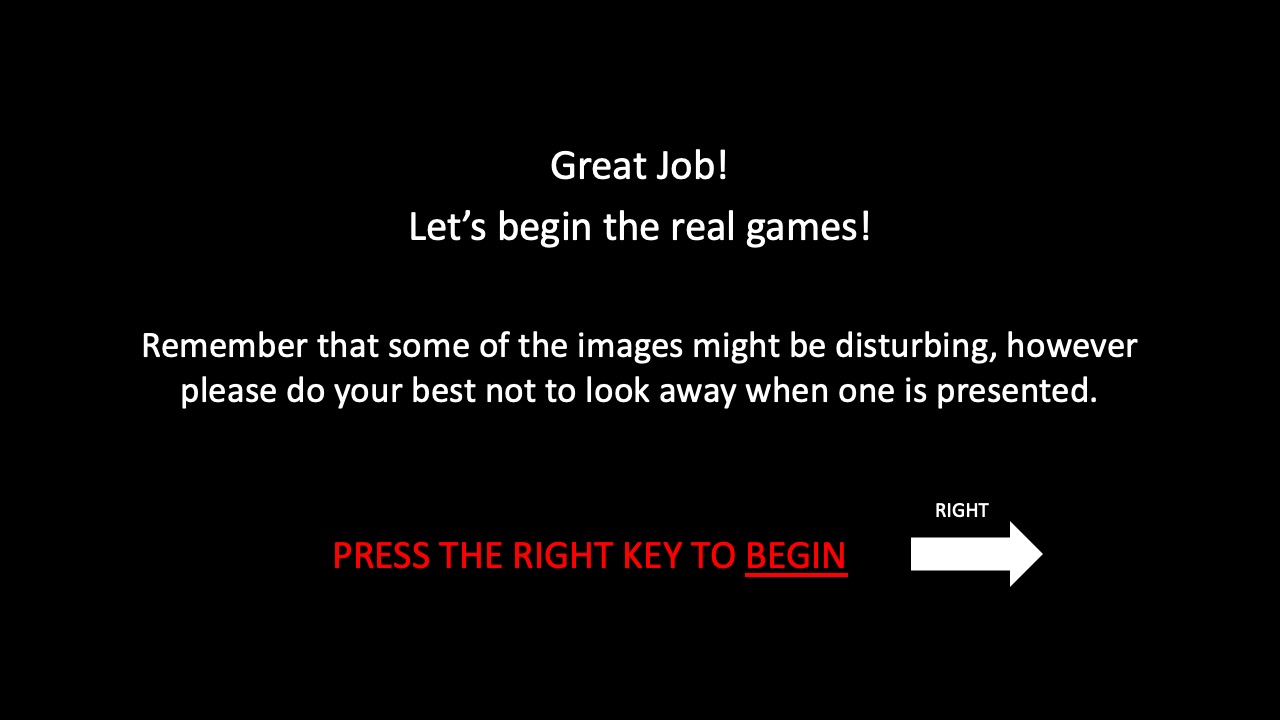 Great Job!
Let’s begin the real games!
Remember that some of the images might be disturbing, however
please do your best not to look away when one is presented.
RIGHT
PRESS THE RIGHT KEY TO BEGIN